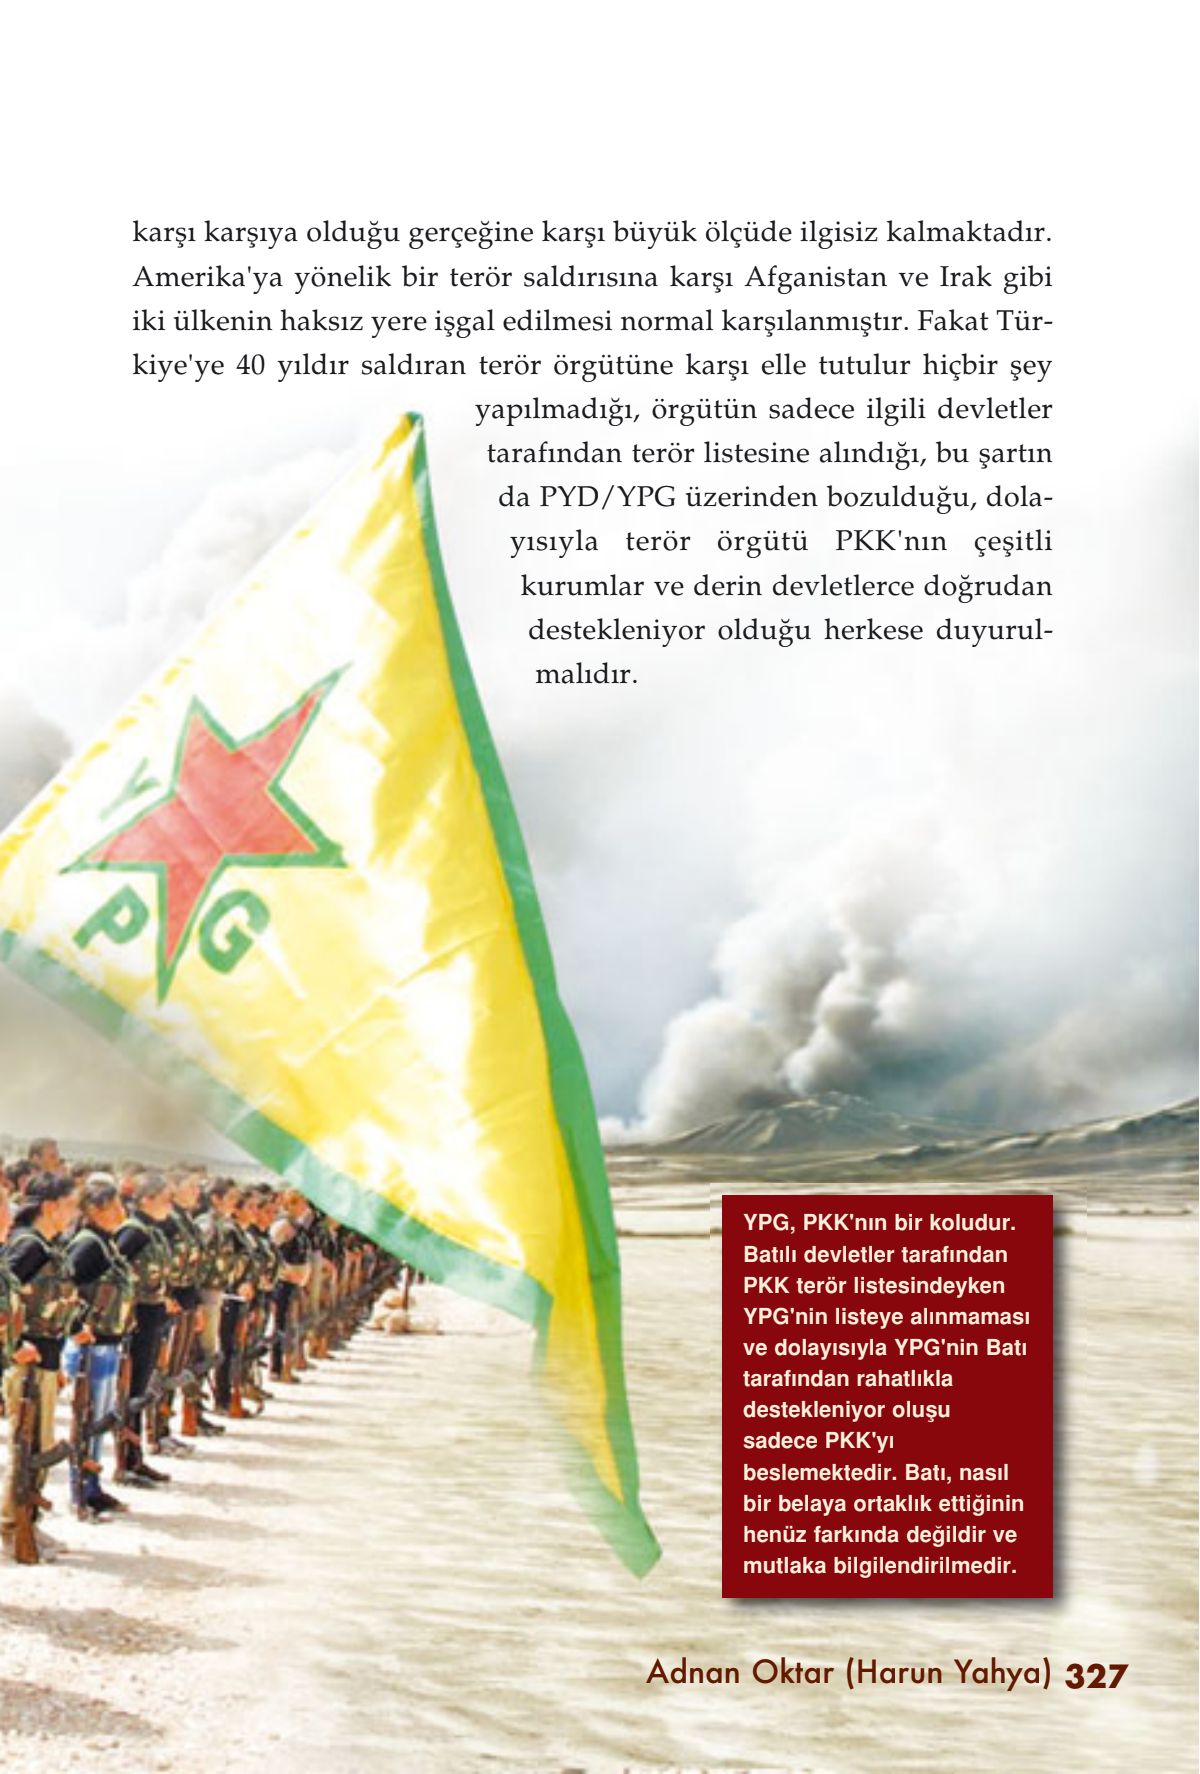 karşı karşıya olduğu gerçeğine karşı büyük ölçüde ilgisiz kalmaktadır.
Amerika'ya yönelik bir terör saldırısına karşı Afganistan ve Irak gibi
iki ülkenin haksız yere işgal edilmesi normal karşılanmıştır. Fakat Tür-
kiye'ye 40 yıldır saldıran terör örgütüne karşı elle tutulur hiçbir şey
yapılmadığı, örgütün sadece ilgili devletler
tarafından terör listesine alındığı, bu şartın
da PYD/YPG üzerinden bozulduğu, dola-
yısıyla terör örgütü PKK'nın çeşitli
kurumlar ve derin devletlerce doğrudan
destekleniyor olduğu herkese duyurul-
malıdır.
Y
P G
YPG, PKK'nın bir koludur.
Batılı devletler tarafından
PKK terör listesindeyken
YPG'nin listeye alınmaması
ve dolayısıyla YPG'nin Batı
tarafından rahatlıkla
destekleniyor oluşu
sadece PKK'yı
beslemektedir. Batı, nasıl
bir belaya ortaklık ettiğinin
henüz farkında değildir ve
mutlaka bilgilendirilmedir.
Adnan Oktar (Harun Yahya) 327